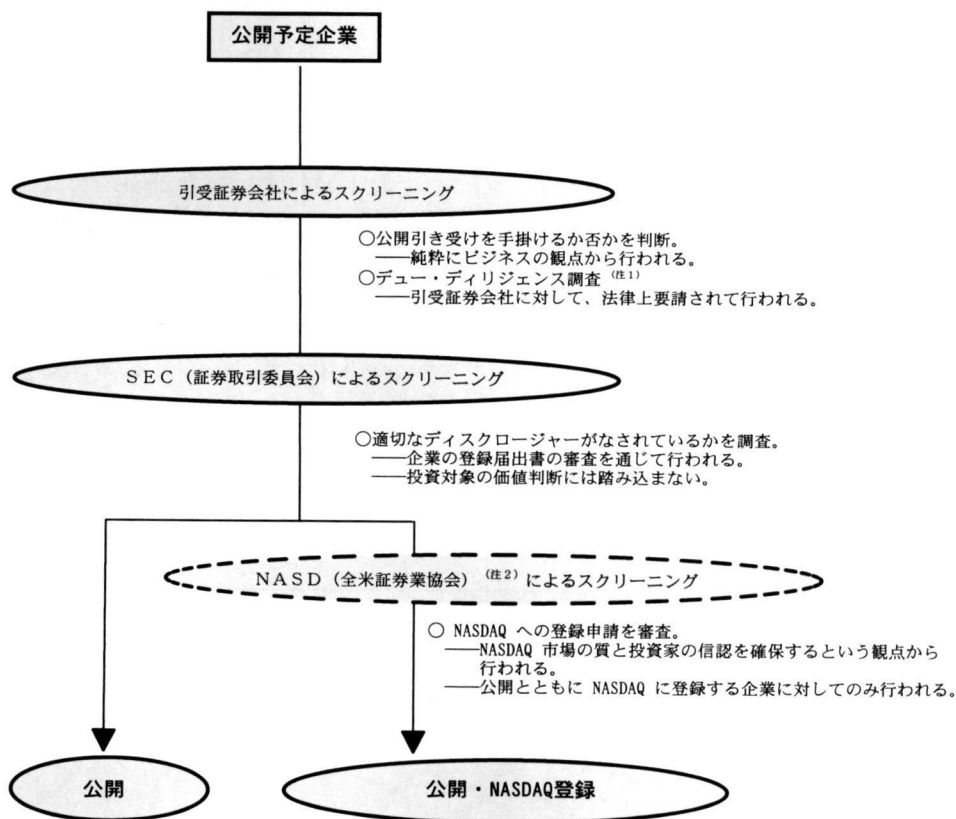 公開予定企業
引受証券会社によるスクリーニング
○公開引き受けを手掛けるか否かを判断。
――純粋にビジネスの観点から行われる。
○デュー・ディリジェンス調査（注1）
――引受証券会社に対して、法律上要請されて行われる。
ＳＥＣ（証券取引委員会）によるスクリーニング
○適切なディスクロージャーがなされているかを調査。
――企業の登録届出書の審査を通じて行われる。
――投資対象の価値判断には踏み込まない。
ＮＡＳＤ（全米証券業協会）（注2）によるスクリーニング
○ NASDAQ への登録申請を審査。
――NASDAQ 市場の質と投資家の信認を確保するという観点から
行われる。
――公開とともに NASDAQ に登録する企業に対してのみ行われる。
公開
公開・NASDAQ登録